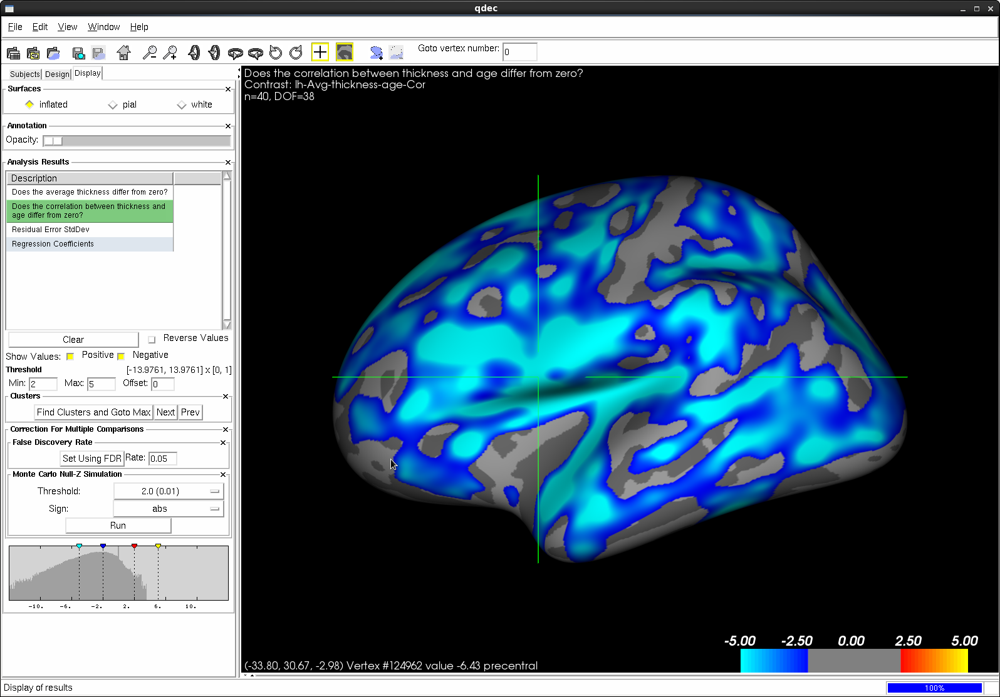 qdec
File Edit View Window Help
Goto vertex number: 0
Subjects Design Display
Surfaces
inflated pial white
Annotation
Opacity:
Analysis Results
Description
Does the average thickness differ from zero?
Does the correlation between thickness and
age differ from zero?
Residual Error StdDev
Regression Coefficients
Clear Reverse Values
Show Values: Positive Negative
Threshold [-13.9761, 13.9761] x [0, 1]
Min: 2 Max: 5 Offset: 0
Clusters
Find Clusters and Goto Max Next Prev
Correction For Multiple Comparisons
False Discovery Rate
Set Using FDR Rate: 0.05
Monte Carlo Null-Z Simulation
Threshold: 2.0 (0.01)
Sign: abs
Run
-10. -6. -2. 2. 6. 10.
Does the correlation between thickness and age differ from zero?
Contrast: lh-Avg-thickness-age-Cor
n=40, DOF=38
-5.00 -2.50 0.00 2.50 5.00
(-33.80, 30.67, -2.98) Vertex #124962 value -6.43 precentral
Display of results
100%